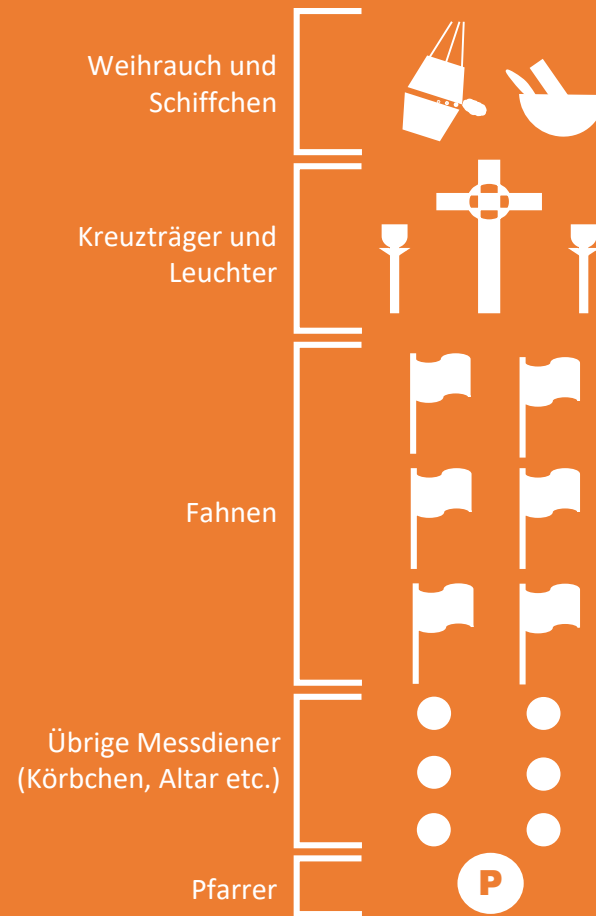 Weihrauch und
Schiffchen
Kreuzträger und
Leuchter
Fahnen
Übrige Messdiener
(Körbchen, Altar etc.)
Pfarrer
P